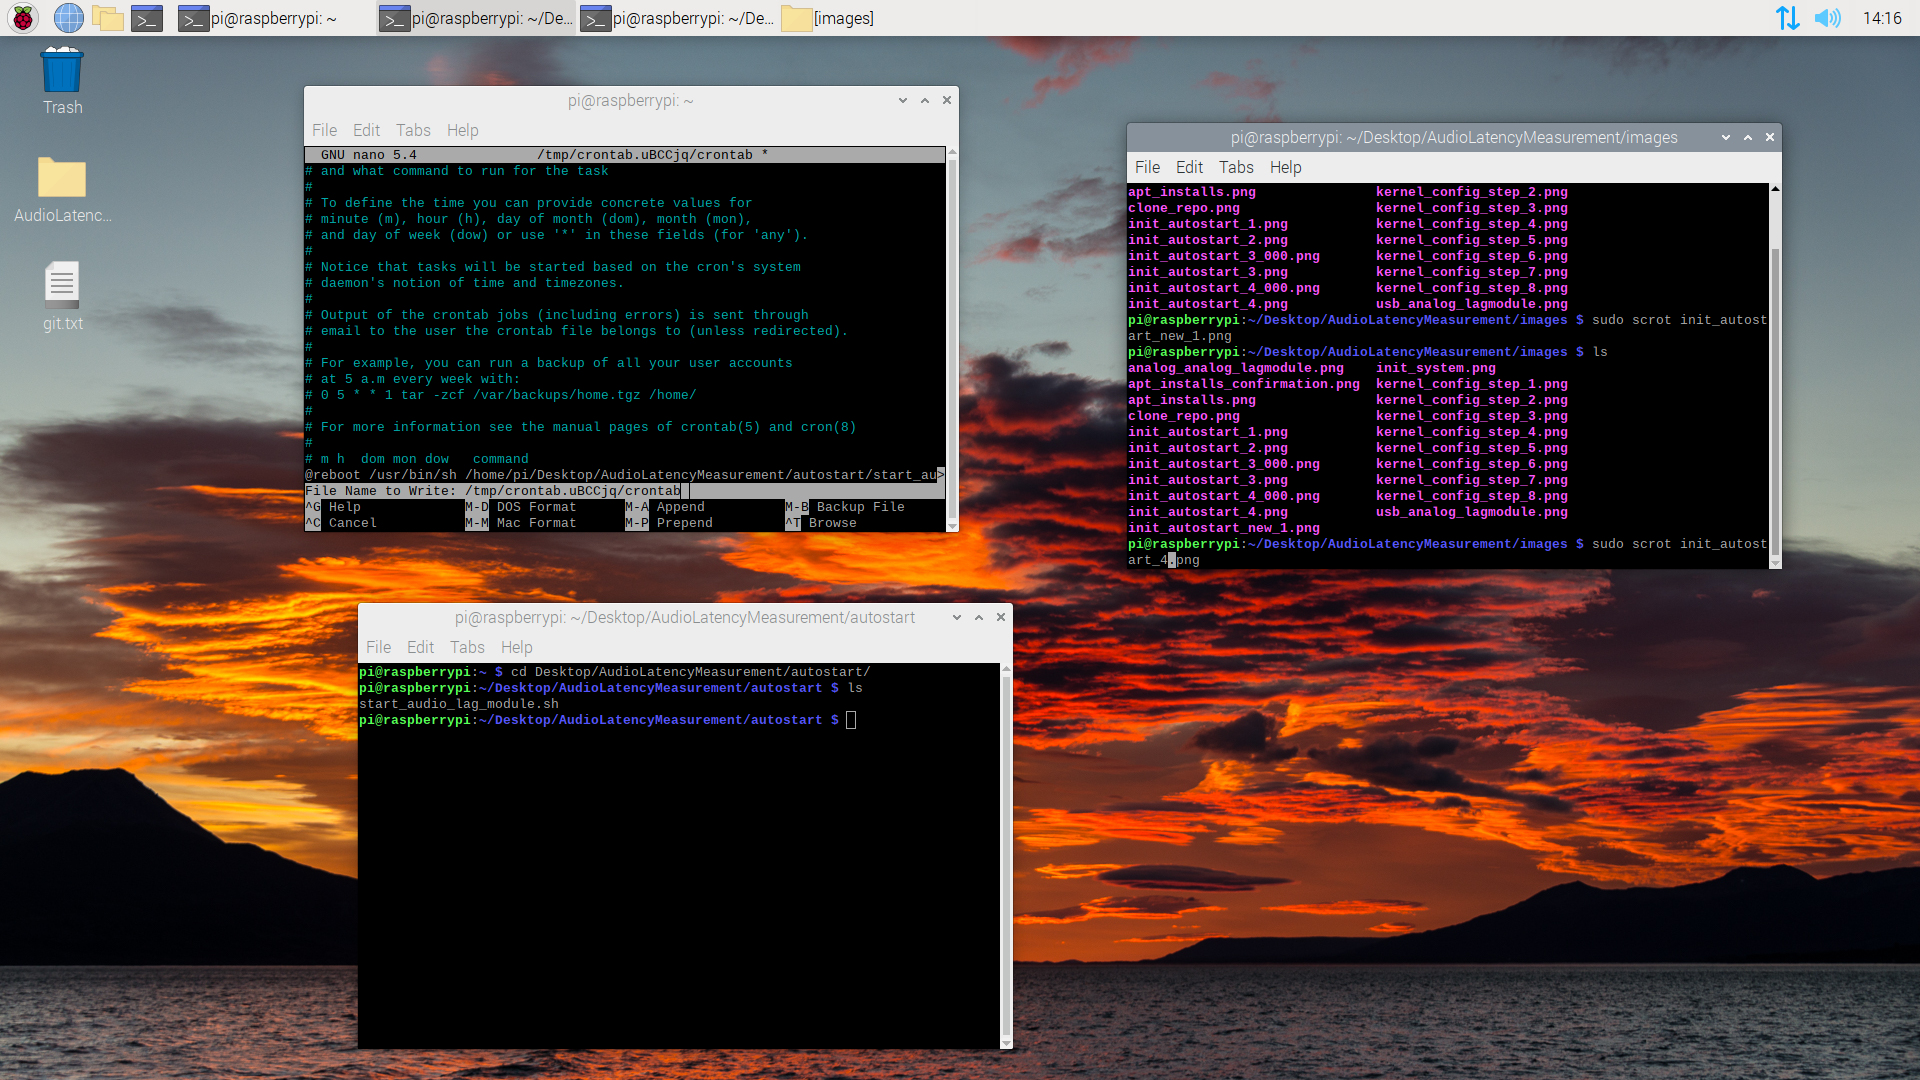 pi@raspberrypi: ~
pi@raspberrypi: ~/De...
pi@raspberrypi: ~/De...
[images]
14:16
Trash
AudioLatenc...
git.txt
pi@raspberrypi: ~
File Edit Tabs Help
GNU nano 5.4 /tmp/crontab.uBCCjq/crontab *
# and what command to run for the task
#
# To define the time you can provide concrete values for
# minute (m), hour (h), day of month (dom), month (mon),
# and day of week (dow) or use '*' in these fields (for 'any').
#
# Notice that tasks will be started based on the cron's system
# daemon's notion of time and timezones.
#
# Output of the crontab jobs (including errors) is sent through
# email to the user the crontab file belongs to (unless redirected).
#
# For example, you can run a backup of all your user accounts
# at 5 a.m every week with:
# 0 5 * * 1 tar -zcf /var/backups/home.tgz /home/
#
# For more information see the manual pages of crontab(5) and cron(8)
#
# m h  dom mon dow   command
@reboot /usr/bin/sh /home/pi/Desktop/AudioLatencyMeasurement/autostart/start_au>
File Name to Write: /tmp/crontab.uBCCjq/crontab
^G Help M-D DOS Format M-A Append M-B Backup File
^C Cancel M-M Mac Format M-P Prepend ^T Browse
pi@raspberrypi: ~/Desktop/AudioLatencyMeasurement/images
File Edit Tabs Help
apt_installs.png kernel_config_step_2.png
clone_repo.png kernel_config_step_3.png
init_autostart_1.png kernel_config_step_4.png
init_autostart_2.png kernel_config_step_5.png
init_autostart_3_000.png kernel_config_step_6.png
init_autostart_3.png kernel_config_step_7.png
init_autostart_4_000.png kernel_config_step_8.png
init_autostart_4.png usb_analog_lagmodule.png
pi@raspberrypi:~/Desktop/AudioLatencyMeasurement/images $ sudo scrot init_autost
art_new_1.png
pi@raspberrypi:~/Desktop/AudioLatencyMeasurement/images $ ls
analog_analog_lagmodule.png init_system.png
apt_installs_confirmation.png kernel_config_step_1.png
apt_installs.png kernel_config_step_2.png
clone_repo.png kernel_config_step_3.png
init_autostart_1.png kernel_config_step_4.png
init_autostart_2.png kernel_config_step_5.png
init_autostart_3_000.png kernel_config_step_6.png
init_autostart_3.png kernel_config_step_7.png
init_autostart_4_000.png kernel_config_step_8.png
init_autostart_4.png usb_analog_lagmodule.png
init_autostart_new_1.png
pi@raspberrypi:~/Desktop/AudioLatencyMeasurement/images $ sudo scrot init_autost
art_4.png
pi@raspberrypi: ~/Desktop/AudioLatencyMeasurement/autostart
File Edit Tabs Help
pi@raspberrypi:~ $ cd Desktop/AudioLatencyMeasurement/autostart/
pi@raspberrypi:~/Desktop/AudioLatencyMeasurement/autostart $ ls
start_audio_lag_module.sh
pi@raspberrypi:~/Desktop/AudioLatencyMeasurement/autostart $